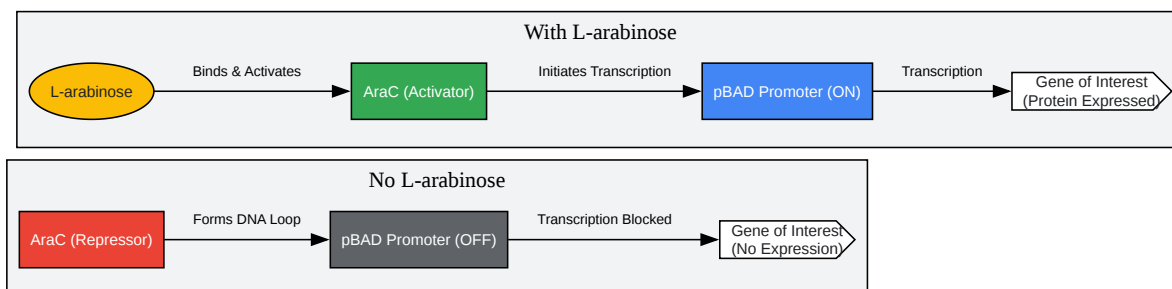 With L-arabinose
L-arabinose
Binds & Activates
AraC (Activator)
Initiates Transcription
pBAD Promoter (ON)
Transcription
Gene of Interest
(Protein Expressed)
No L-arabinose
AraC (Repressor)
Forms DNA Loop
pBAD Promoter (OFF)
Transcription Blocked
Gene of Interest
(No Expression)